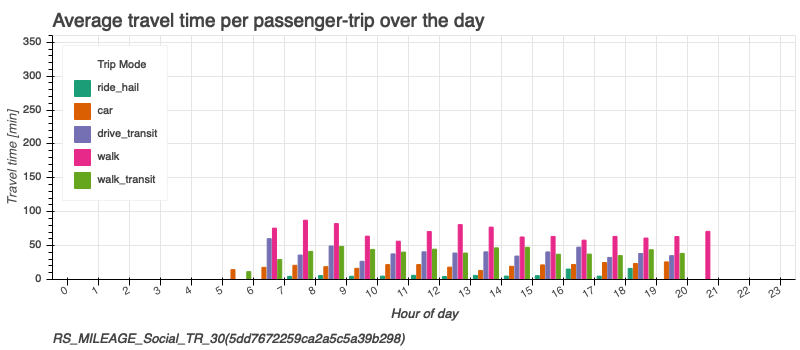 Average travel time per passenger-trip over the day
350
300
250
200
150
100
50
0
Travel time [min]
Trip Mode
ride_hail
car
drive_transit
walk
walk_transit
0 1 2 3 4 5 6 7 8 9 10 11 12 13 14 15 16 17 18 19 20 21 22 23
Hour of day
RS_MILEAGE_Social_TR_30(5dd7672259ca2a5c5a39b298)